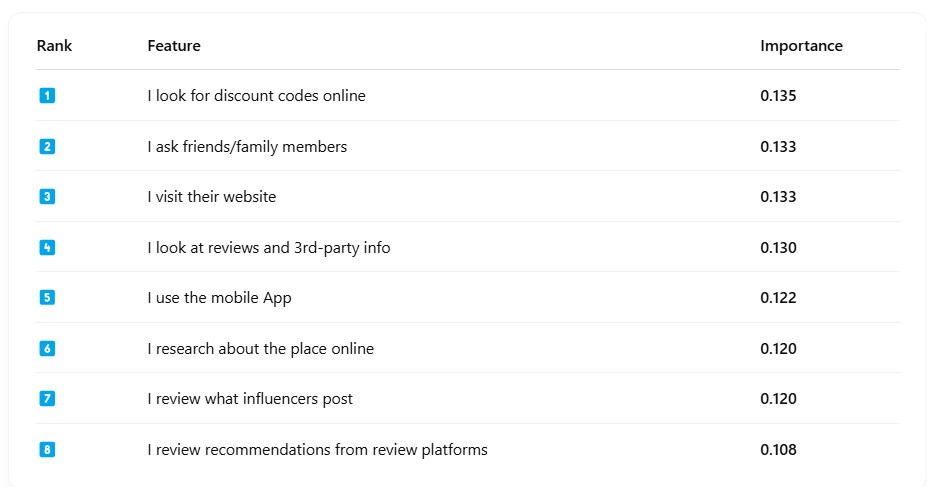 Rank Feature Importance
1 I look for discount codes online 0.135
2 I ask friends/family members 0.133
3 I visit their website 0.133
4 I look at reviews and 3rd-party info 0.130
5 I use the mobile App 0.122
6 I research about the place online 0.120
7 I review what influencers post 0.120
8 I review recommendations from review platforms 0.108